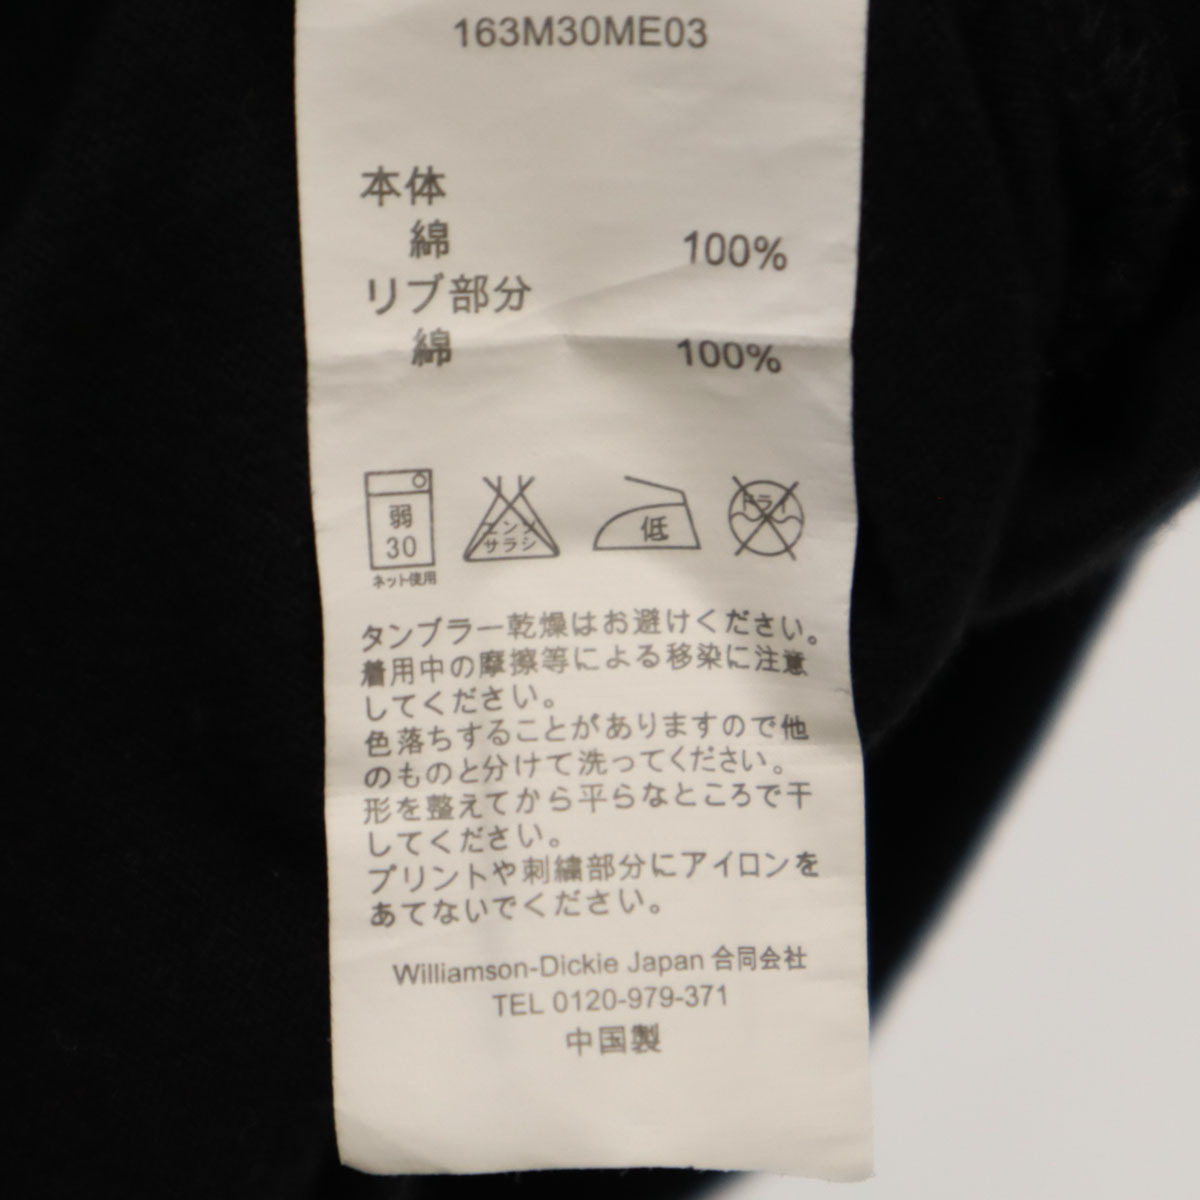 163M30ME03
本体
綿 100%
リブ部分
綿 100%
弱
30
ネット使用
エンソ
サラシ
低
ドライ
タンブラー乾燥はお避けください。
着用中の摩擦等による移染に注意
してください。
色落ちすることがありますので他
のものと分けて洗ってください。
形を整えてから平らなところで干
してください。
プリントや刺繍部分にアイロンを
あてないでください。
Williamson-Dickie Japan 合同会社
TEL 0120-979-371
中国製